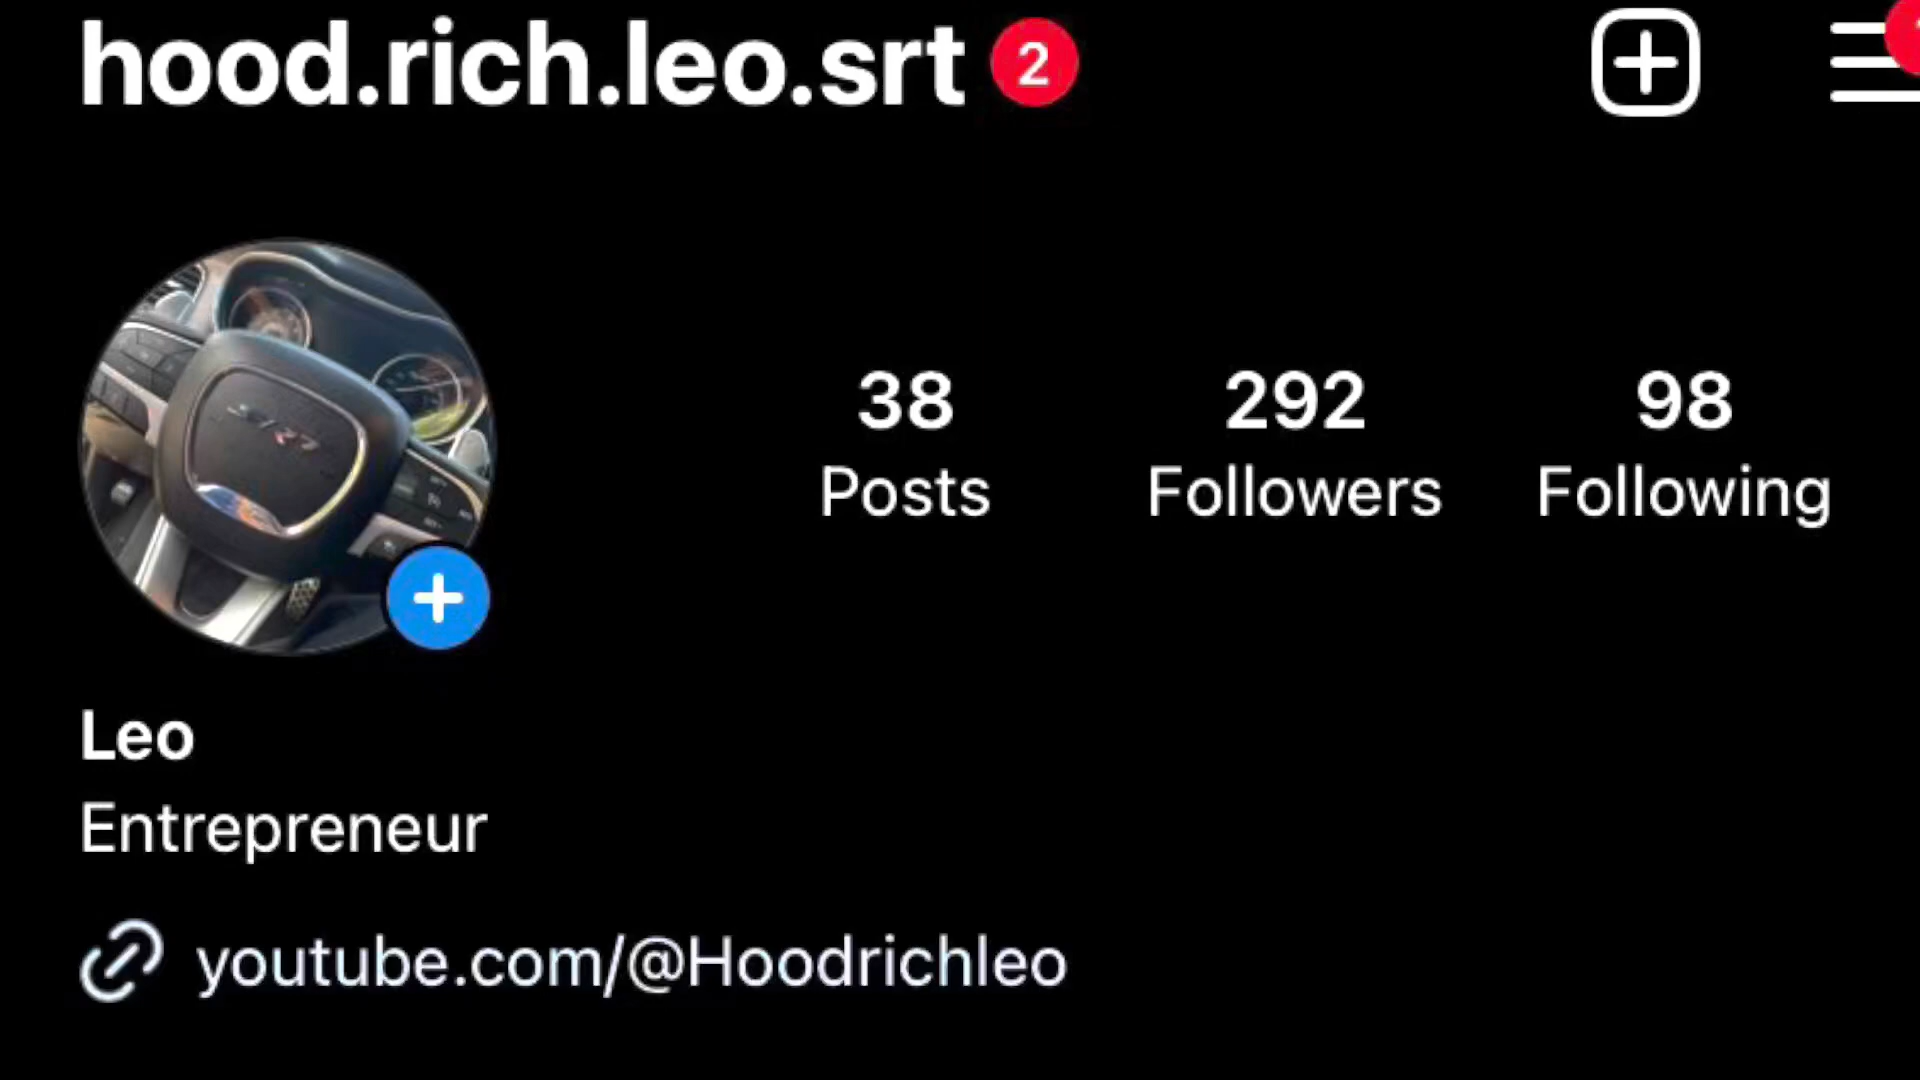 hood.rich.leo.srt 2
38 292 98
Posts Followers Following
Leo
Entrepreneur
youtube.com/@Hoodrichleo